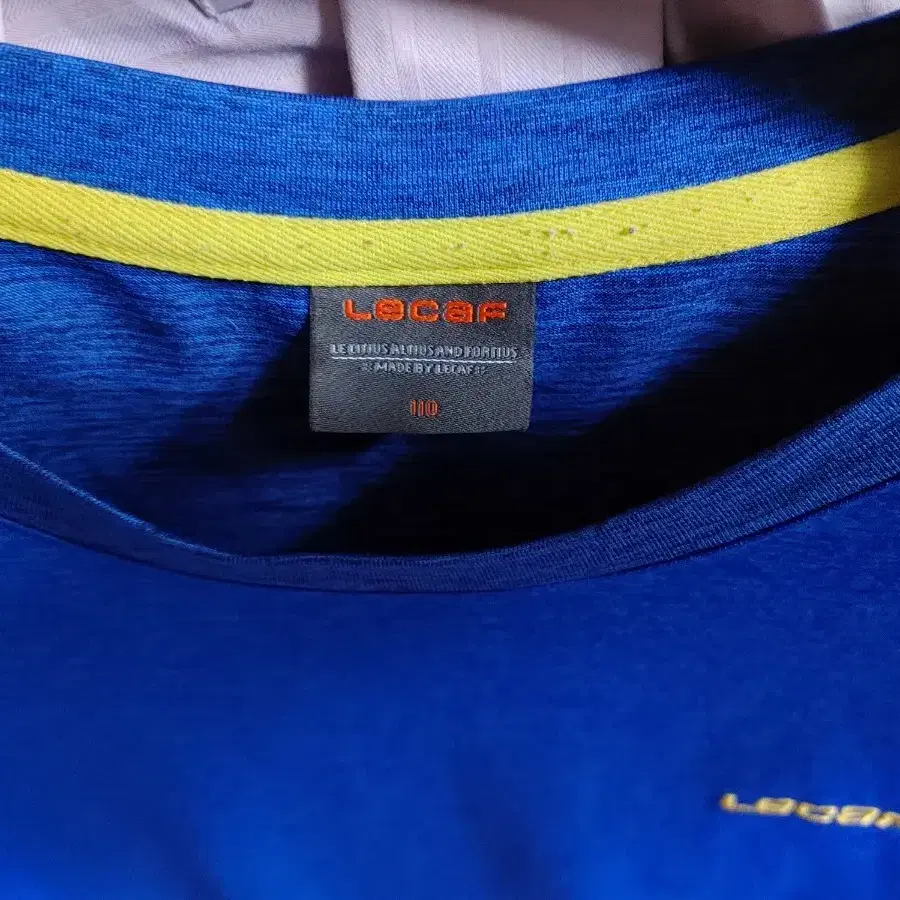 Lecaf
LE CITIUS ALTIUS AND FORTIUS
MADE BY LECAF
110
Lecaf